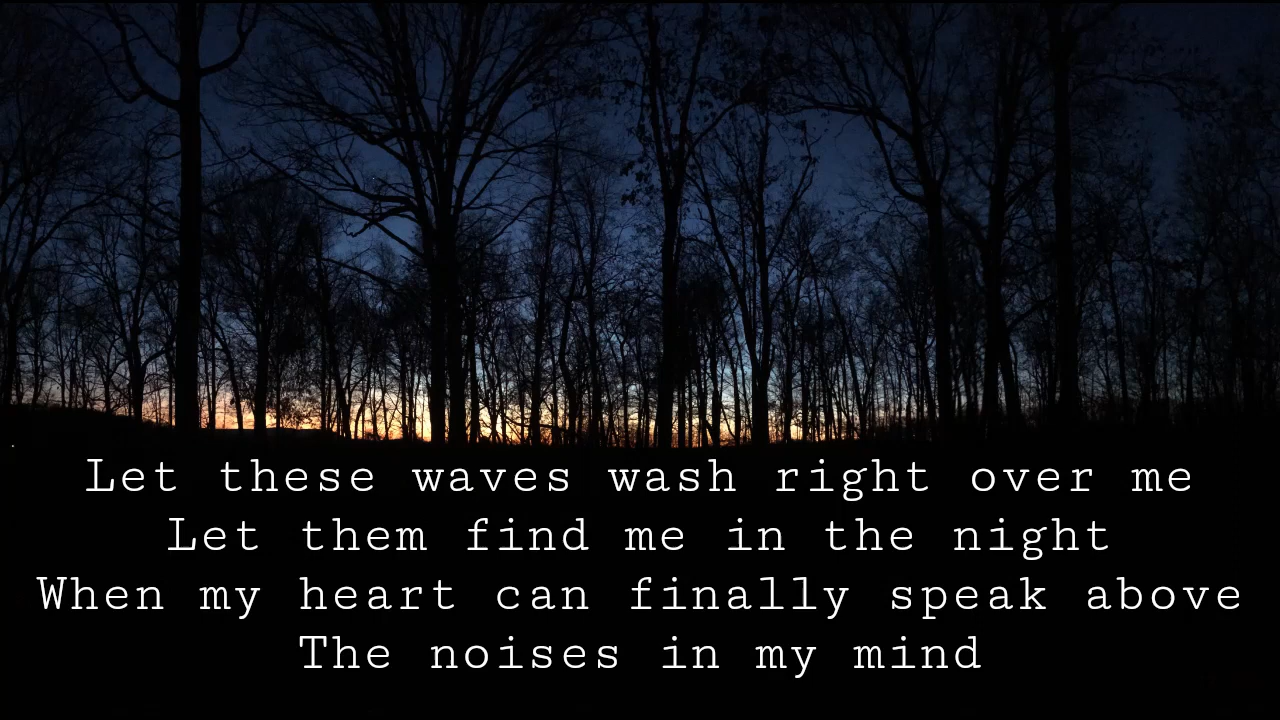 Let these waves wash right over me
Let them find me in the night
When my heart can finally speak above
The noises in my mind